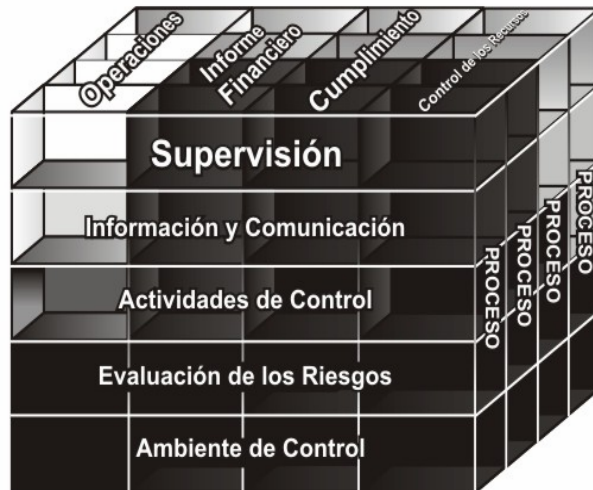 Operaciones
Informe
Financiero
Cumplimiento
Control de los Recursos
Supervisión
Información y Comunicación
Actividades de Control
Evaluación de los Riesgos
Ambiente de Control
PROCESO
PROCESO
PROCESO
PROCESO